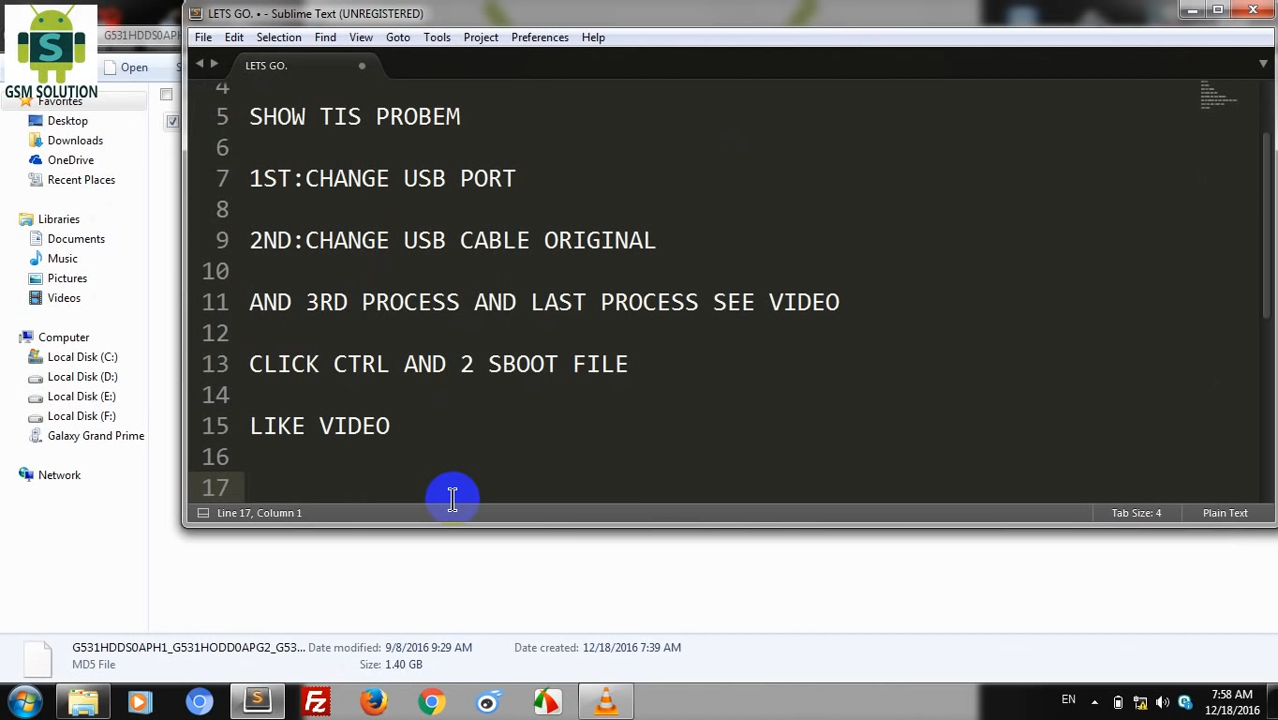 LETS GO. • - Sublime Text (UNREGISTERED)
G531HDDS0APH
File Edit Selection Find View Goto Tools Project Preferences Help
S
GSM SOLUTION
Open
LETS GO.
Favorites
Desktop
Downloads
OneDrive
Recent Places
Libraries
Documents
Music
Pictures
Videos
Computer
Local Disk (C:)
Local Disk (D:)
Local Disk (E:)
Local Disk (F:)
Galaxy Grand Prime
Network
4
5 SHOW TIS PROBEM
6
7 1ST:CHANGE USB PORT
8
9 2ND:CHANGE USB CABLE ORIGINAL
10
11 AND 3RD PROCESS AND LAST PROCESS SEE VIDEO
12
13 CLICK CTRL AND 2 SBOOT FILE
14
15 LIKE VIDEO
16
17
Line 17, Column 1 Tab Size: 4 Plain Text
G531HDDS0APH1_G531HODD0APG2_G53... Date modified: 9/8/2016 9:29 AM Date created: 12/18/2016 7:39 AM
MD5 File Size: 1.40 GB
EN 7:58 AM
12/18/2016